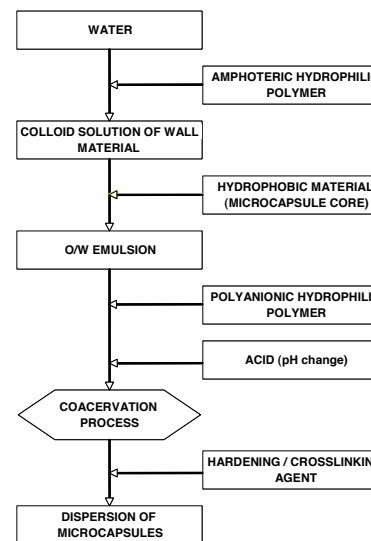 WATER
AMPHOTERIC HYDROPHILI
POLYMER
COLLOID SOLUTION OF WALL
MATERIAL
HYDROPHOBIC MATERIAL
(MICROCAPSULE CORE)
O/W EMULSION
POLYANIONIC HYDROPHILI
POLYMER
ACID (pH change)
COACERVATION
PROCESS
HARDENING / CROSSLINKIN
AGENT
DISPERSION OF
MICROCAPSULES